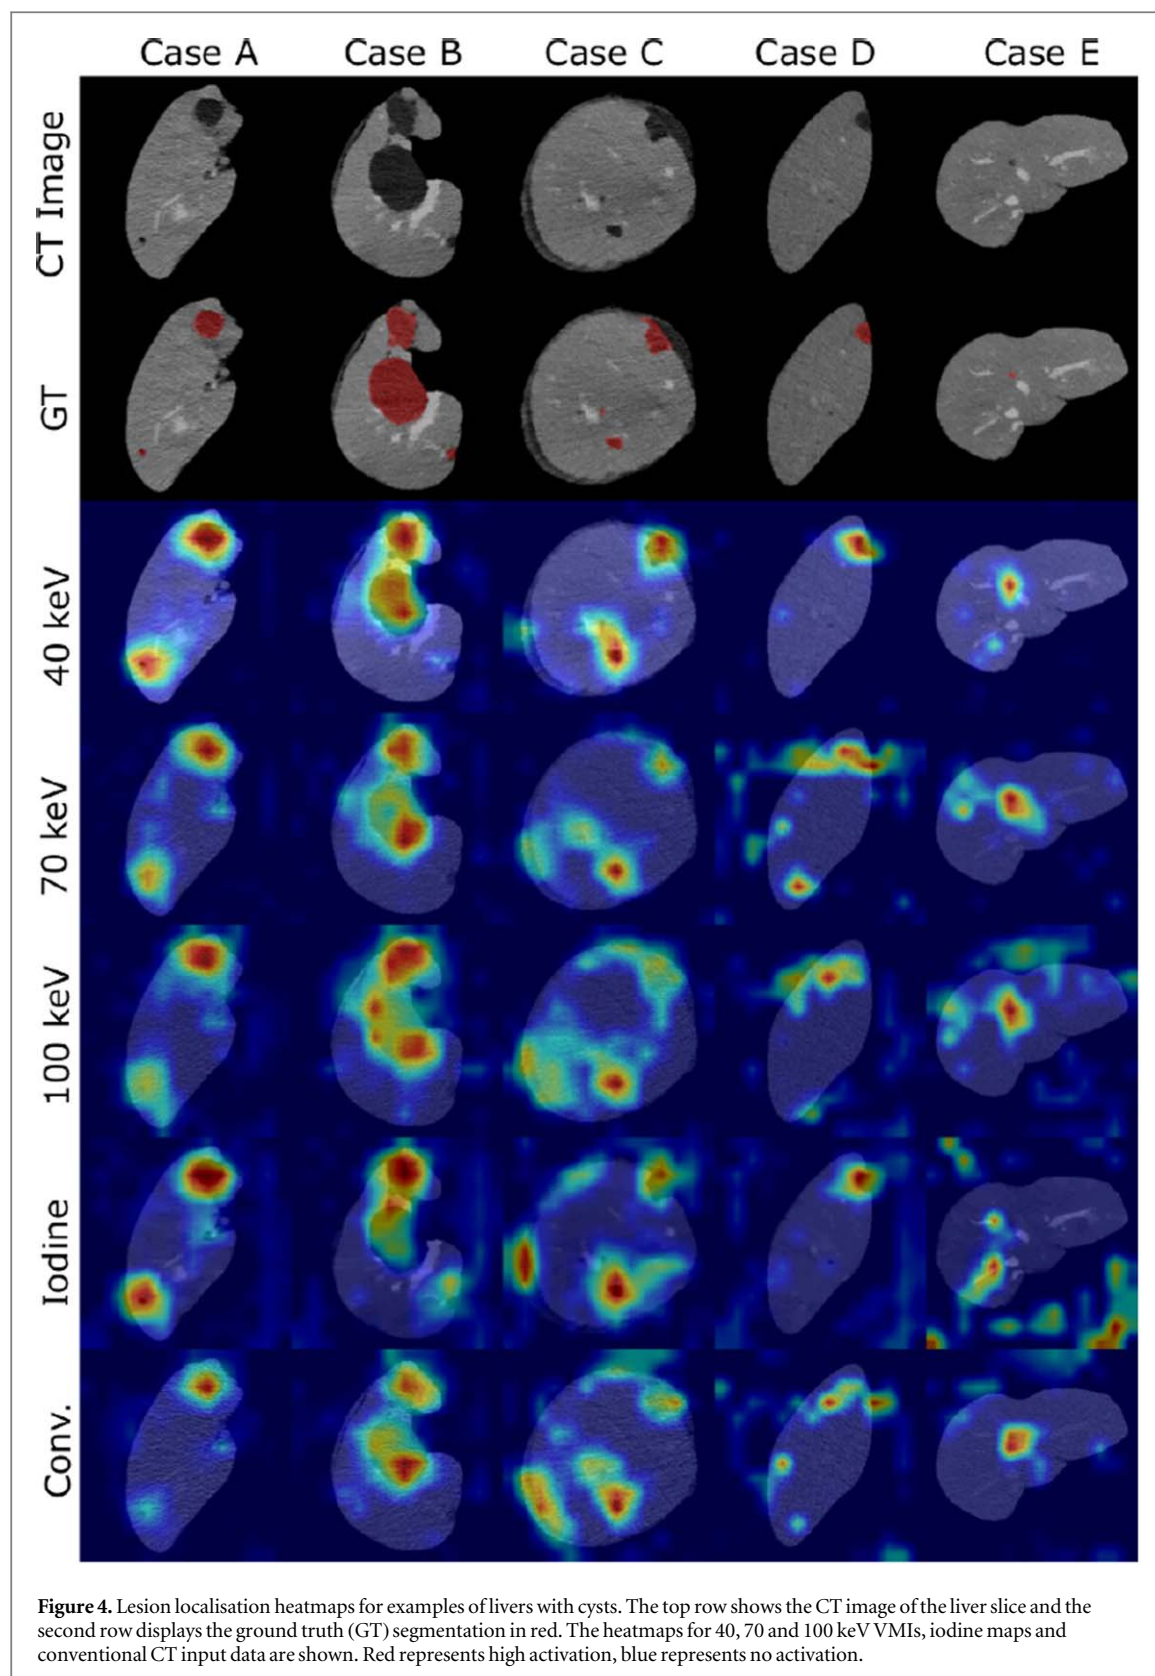 Case A Case B Case C Case D Case E
CT Image
GT
40 keV
70 keV
100 keV
Iodine
Conv.
Figure 4. Lesion localisation heatmaps for examples of livers with cysts. The top row shows the CT image of the liver slice and the
second row displays the ground truth (GT) segmentation in red. The heatmaps for 40, 70 and 100 keV VMIs, iodine maps and
conventional CT input data are shown. Red represents high activation, blue represents no activation.